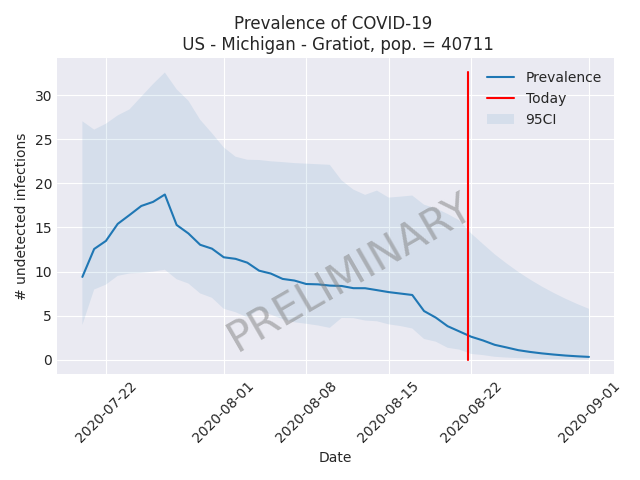 Prevalence of COVID-19
US - Michigan - Gratiot, pop. = 40711
Prevalence
Today
95CI
30
25
20
15
10
5
0
# undetected infections
PRELIMINARY
2020-07-22
2020-08-01
2020-08-08
2020-08-15
2020-08-22
2020-09-01
Date